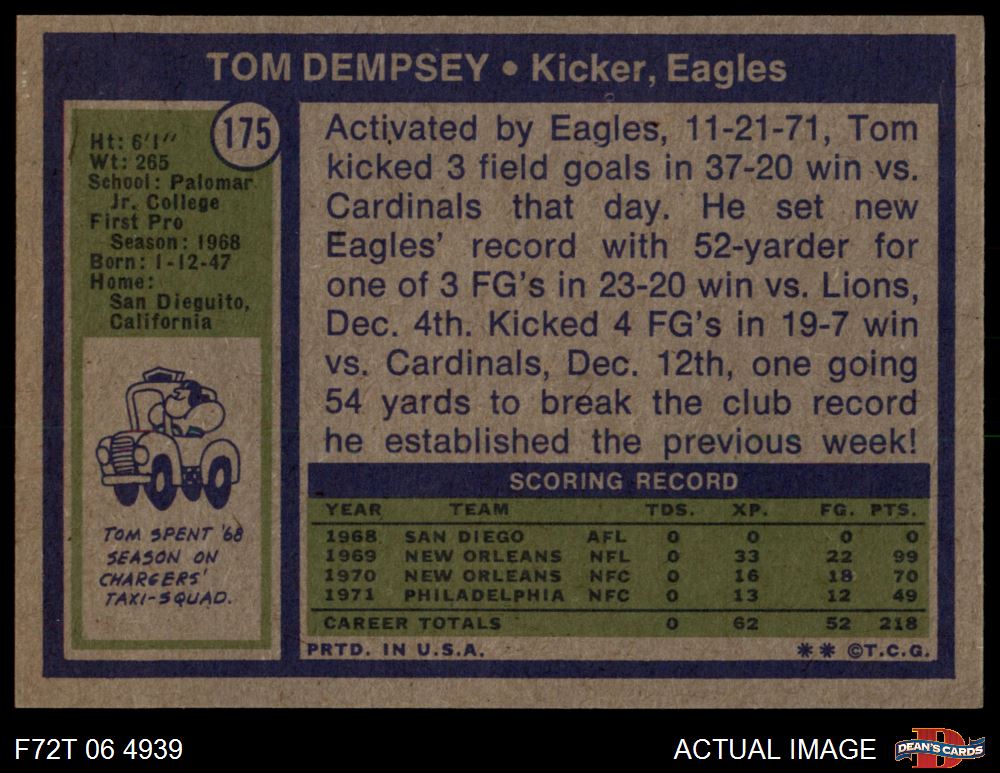 TOM DEMPSEY • Kicker, Eagles
175
Ht: 6'1"
Wt: 265
School: Palomar
Jr. College
First Pro
Season: 1968
Born: 1-12-47
Home:
San Dieguito,
California
TOM SPENT '68
SEASON ON
CHARGERS'
TAXI-SQUAD.
Activated by Eagles, 11-21-71, Tom
kicked 3 field goals in 37-20 win vs.
Cardinals that day. He set new
Eagles' record with 52-yarder for
one of 3 FG's in 23-20 win vs. Lions,
Dec. 4th. Kicked 4 FG's in 19-7 win
vs. Cardinals, Dec. 12th, one going
54 yards to break the club record
he established the previous week!
SCORING RECORD
YEAR TEAM TDS. XP. FG. PTS.
1968 SAN DIEGO AFL 0 0 0 0
1969 NEW ORLEANS NFL 0 33 22 99
1970 NEW ORLEANS NFC 0 16 18 70
1971 PHILADELPHIA NFC 0 13 12 49
CAREER TOTALS 0 62 52 218
PRTD. IN U.S.A. ** ©T.C.G.
F72T 06 4939
ACTUAL IMAGE
D
DEAN'S CARDS